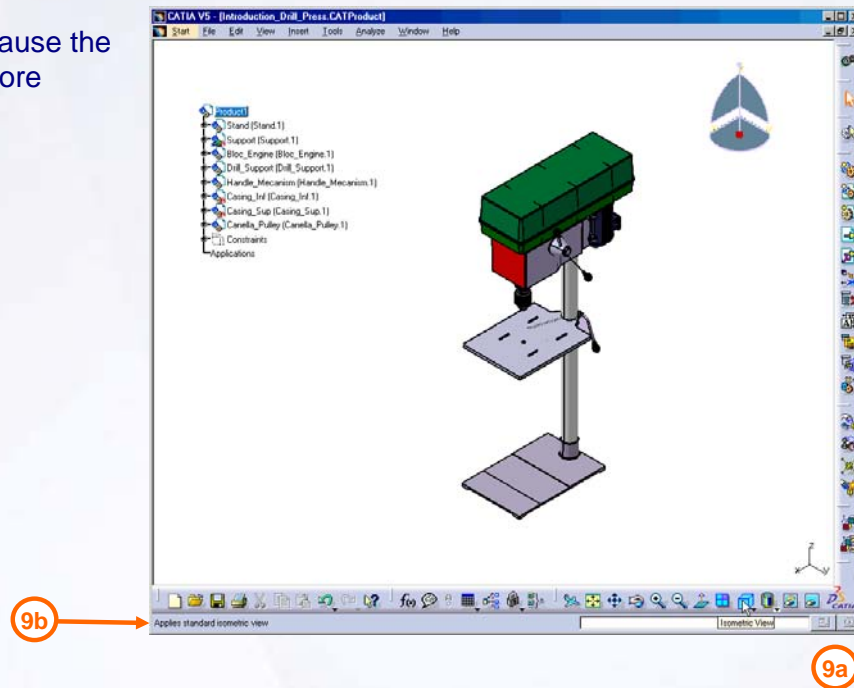 ause the
ore
CATIA V5 - [Introduction_Drill_Press.CATProduct]
Start File Edit View Insert Tools Analyze Window Help
Product1
Stand (Stand.1)
Support (Support.1)
Bloc_Engine (Bloc_Engine.1)
Drill_Support (Drill_Support.1)
Handle_Mecanism (Handle_Mecanism.1)
Casing_Inf (Casing_Inf.1)
Casing_Sup (Casing_Sup.1)
Canella_Pulley (Canella_Pulley.1)
Constraints
Applications
z
x y
f(x)
CATIA
9b
Applies standard isometric view
Isometric View
9a